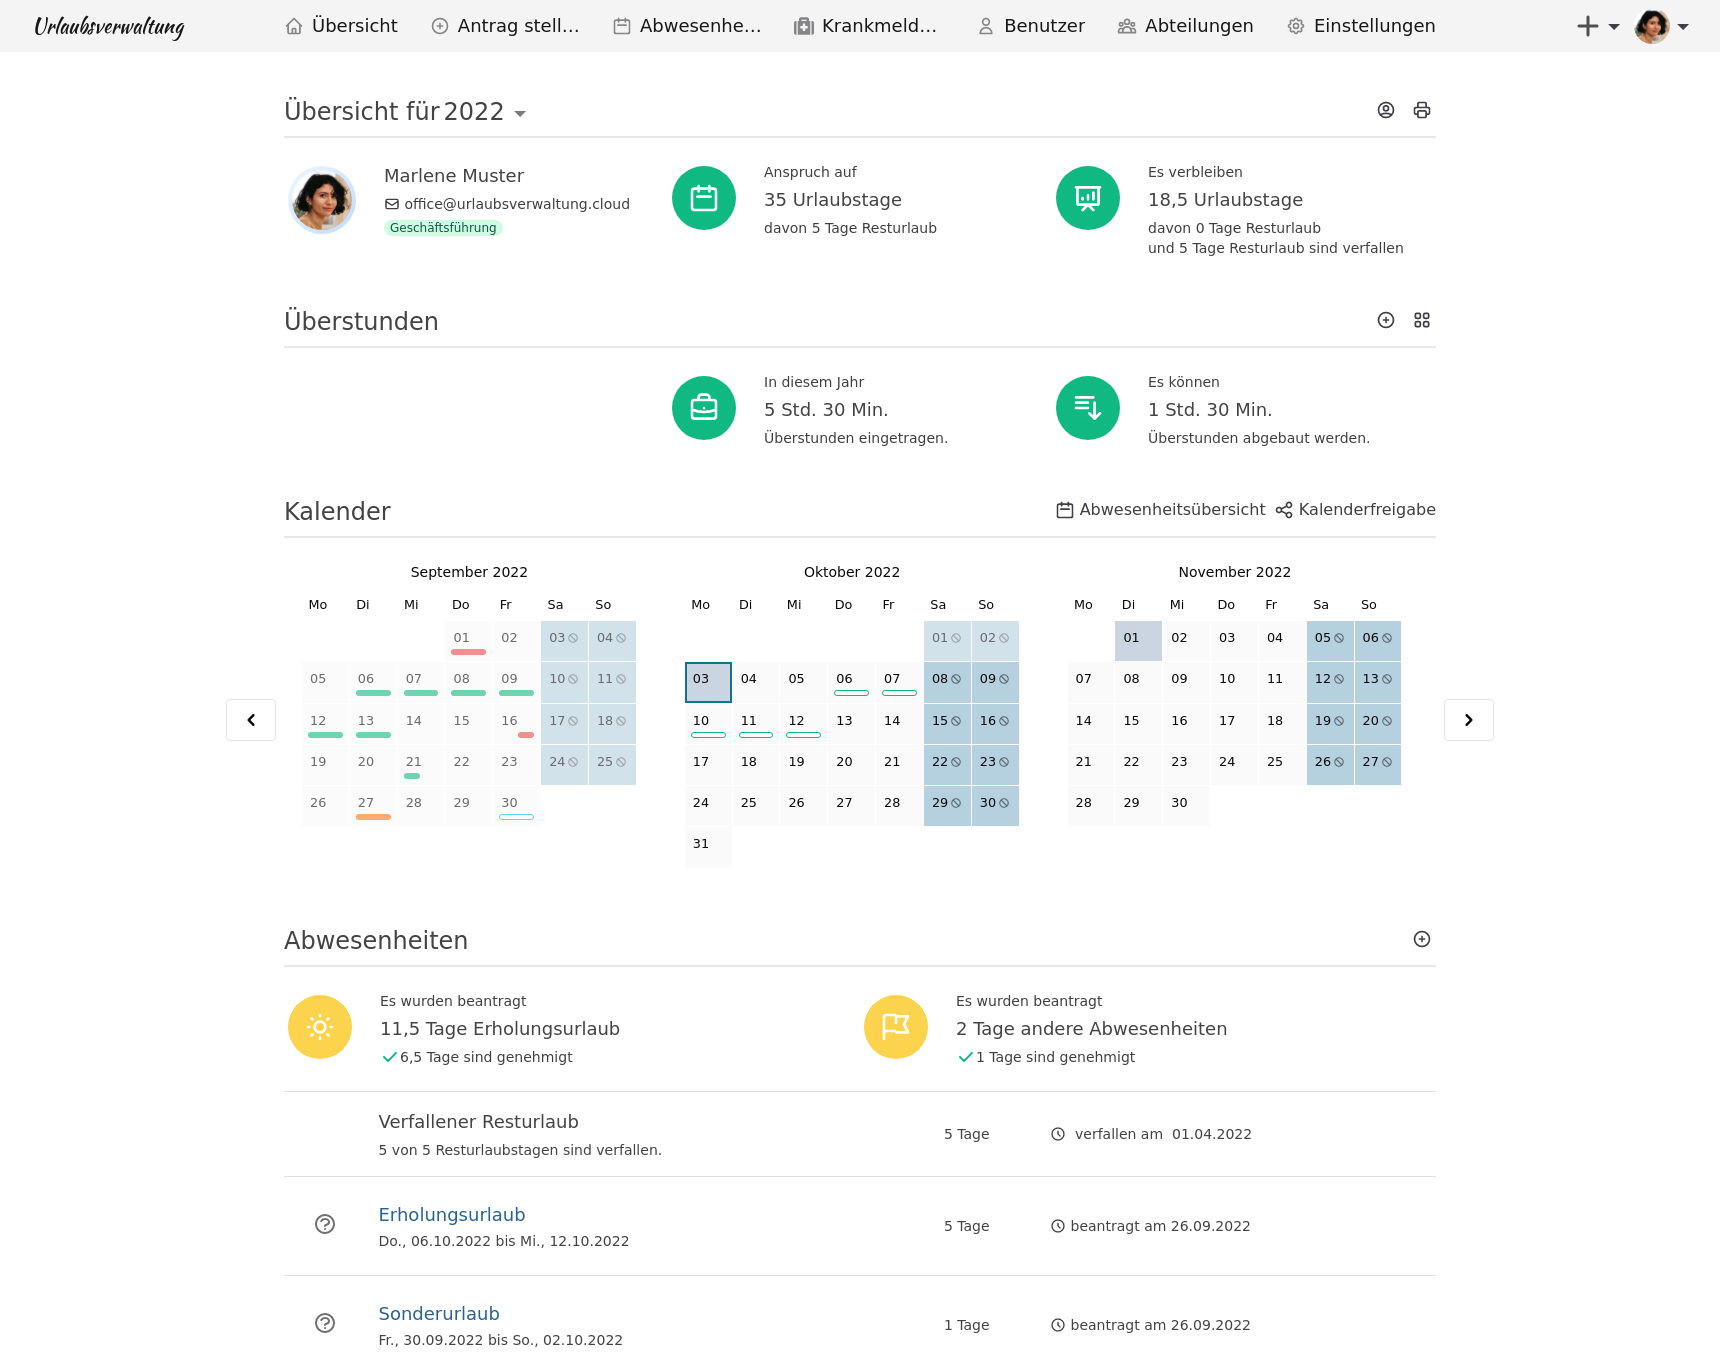 Urlaubsverwaltung
Übersicht
Antrag stell...
Abwesenhe...
Krankmeld...
Benutzer
Abteilungen
Einstellungen
Übersicht für 2022
Marlene Muster
office@urlaubsverwaltung.cloud
Geschäftsführung
Anspruch auf
35 Urlaubstage
davon 5 Tage Resturlaub
Es verbleiben
18,5 Urlaubstage
davon 0 Tage Resturlaub
und 5 Tage Resturlaub sind verfallen
Überstunden
In diesem Jahr
5 Std. 30 Min.
Überstunden eingetragen.
Es können
1 Std. 30 Min.
Überstunden abgebaut werden.
Kalender
Abwesenheitsübersicht
Kalenderfreigabe
September 2022
Mo Di Mi Do Fr Sa So
01 02 03 04
05 06 07 08 09 10 11
12 13 14 15 16 17 18
19 20 21 22 23 24 25
26 27 28 29 30
Oktober 2022
Mo Di Mi Do Fr Sa So
01 02
03 04 05 06 07 08 09
10 11 12 13 14 15 16
17 18 19 20 21 22 23
24 25 26 27 28 29 30
31
November 2022
Mo Di Mi Do Fr Sa So
01 02 03 04 05 06
07 08 09 10 11 12 13
14 15 16 17 18 19 20
21 22 23 24 25 26 27
28 29 30
Abwesenheiten
Es wurden beantragt
11,5 Tage Erholungsurlaub
6,5 Tage sind genehmigt
Es wurden beantragt
2 Tage andere Abwesenheiten
1 Tage sind genehmigt
Verfallener Resturlaub
5 von 5 Resturlaubstagen sind verfallen.
5 Tage
verfallen am 01.04.2022
Erholungsurlaub
Do., 06.10.2022 bis Mi., 12.10.2022
5 Tage
beantragt am 26.09.2022
Sonderurlaub
Fr., 30.09.2022 bis So., 02.10.2022
1 Tage
beantragt am 26.09.2022